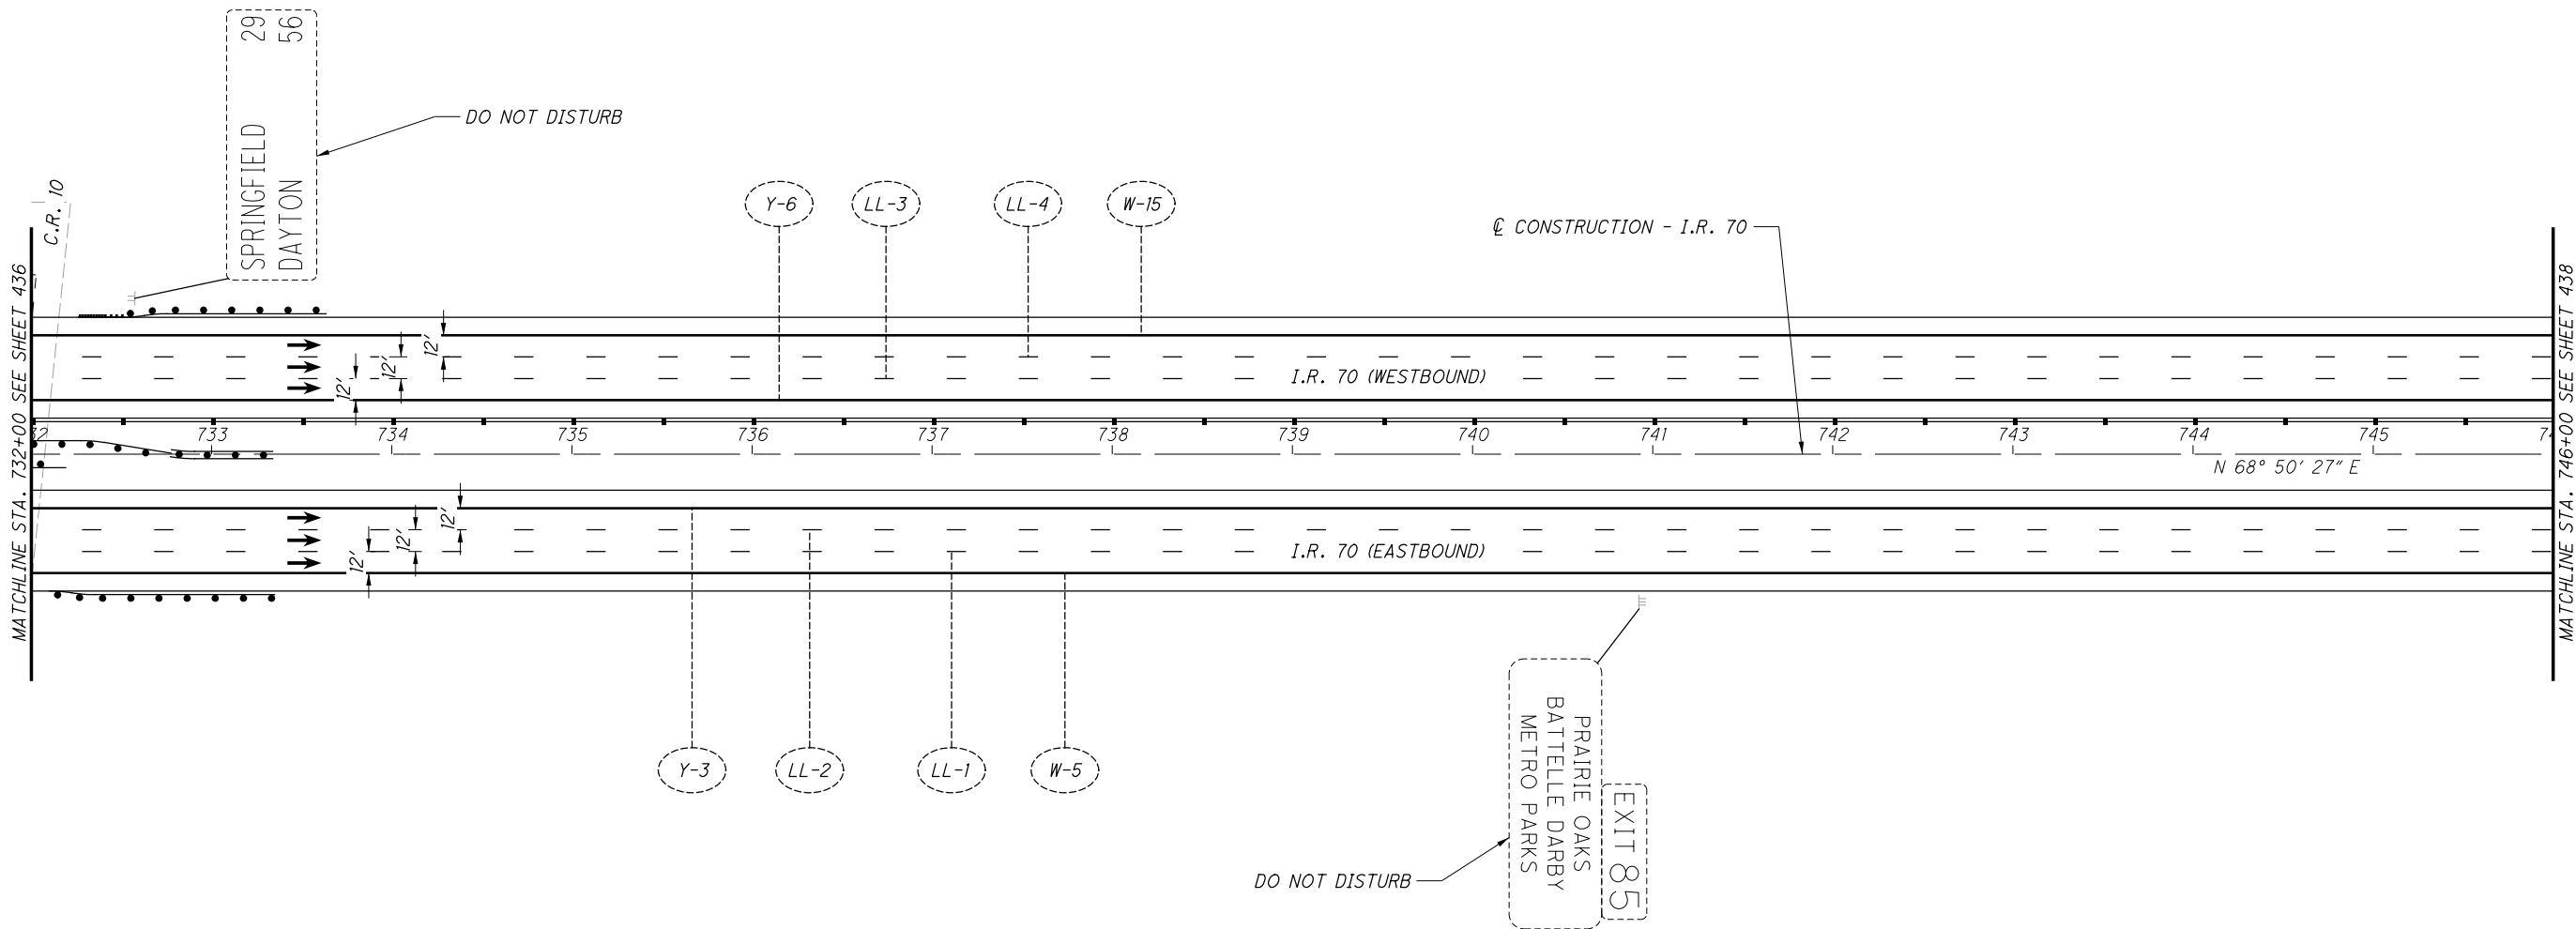 SPRINGFIELD 29
DAYTON 56
DO NOT DISTURB
C.R. 10
Y-6
LL-3
LL-4
W-15
℄ CONSTRUCTION - I.R. 70
MATCHLINE STA. 732+00 SEE SHEET 436
MATCHLINE STA. 746+00 SEE SHEET 438
12'
12'
12'
I.R. 70 (WESTBOUND)
32 733 734 735 736 737 738 739 740 741 742 743 744 745 74
N 68° 50' 27" E
12'
12'
12'
I.R. 70 (EASTBOUND)
Y-3
LL-2
LL-1
W-5
PRAIRIE OAKS
BATTELLE DARBY
METRO PARKS
EXIT 85
DO NOT DISTURB